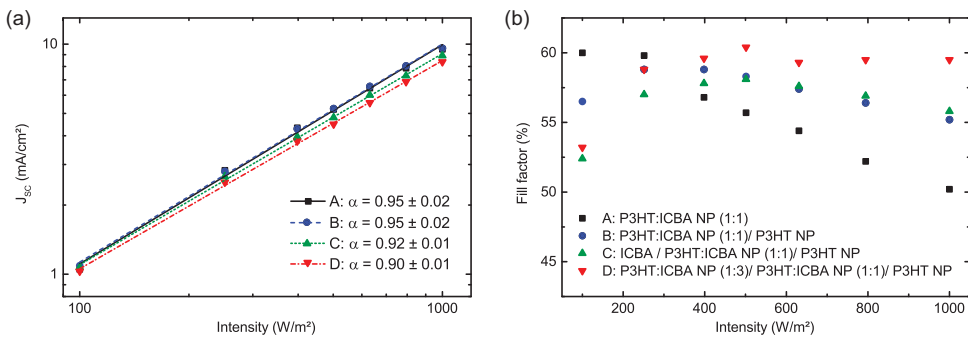 (a)
10
1
J_SC (mA/cm²)
A: α = 0.95 ± 0.02
B: α = 0.95 ± 0.02
C: α = 0.92 ± 0.01
D: α = 0.90 ± 0.01
100
1000
Intensity (W/m²)
(b)
60
55
50
45
Fill factor (%)
A: P3HT:ICBA NP (1:1)
B: P3HT:ICBA NP (1:1)/ P3HT NP
C: ICBA / P3HT:ICBA NP (1:1)/ P3HT NP
D: P3HT:ICBA NP (1:3)/ P3HT:ICBA NP (1:1)/ P3HT NP
200 400 600 800 1000
Intensity (W/m²)